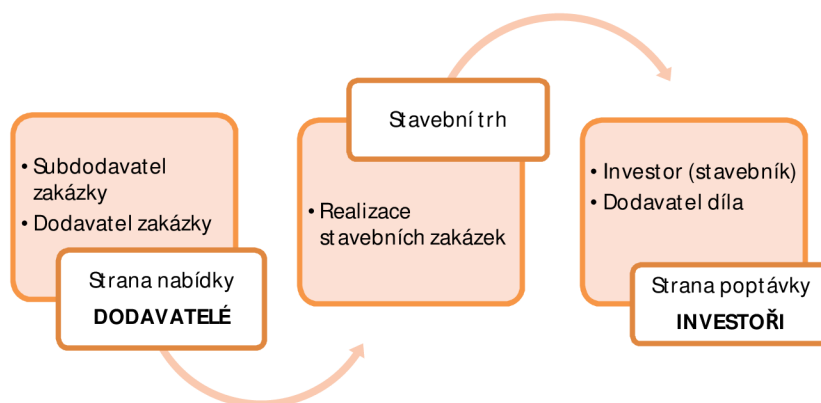 • Subdodavatel
zakázky
• Dodavatel zakázky
Strana nabídky
DODAVATELÉ
Stavební trh
• Realizace
stavebních zakázek
• Investor (stavebník)
• Dodavatel díla
Strana poptávky
INVESTOŘI